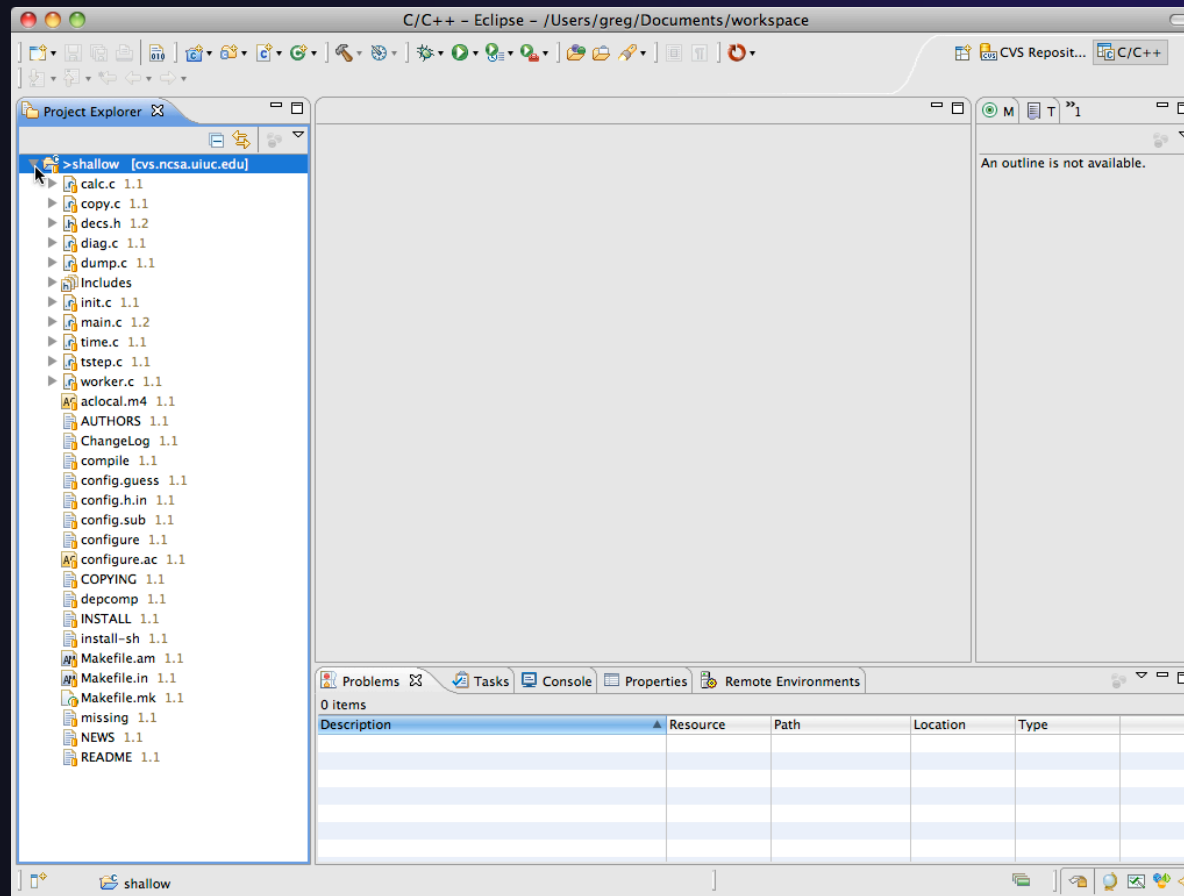 C/C++ - Eclipse - /Users/greg/Documents/workspace
CVS Reposit... C/C++
Project Explorer
M T »1
>shallow [cvs.ncsa.uiuc.edu]
An outline is not available.
calc.c 1.1
copy.c 1.1
decs.h 1.2
diag.c 1.1
dump.c 1.1
Includes
init.c 1.1
main.c 1.2
time.c 1.1
tstep.c 1.1
worker.c 1.1
aclocal.m4 1.1
AUTHORS 1.1
ChangeLog 1.1
compile 1.1
config.guess 1.1
config.h.in 1.1
config.sub 1.1
configure 1.1
configure.ac 1.1
COPYING 1.1
depcomp 1.1
INSTALL 1.1
install-sh 1.1
Makefile.am 1.1
Makefile.in 1.1
Makefile.mk 1.1
missing 1.1
NEWS 1.1
README 1.1
Problems Tasks Console Properties Remote Environments
0 items
Description Resource Path Location Type
shallow